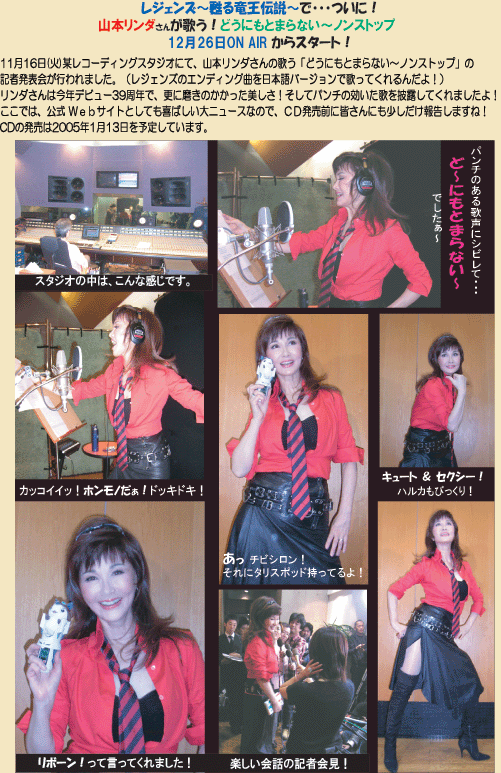 レジェンズ～甦る竜王伝説～で・・・ついに！
山本リンダさんが歌う！どうにもとまらない～ノンストップ
12月26日ON AIR からスタート！
11月16日(火)某レコーディングスタジオにて、山本リンダさんの歌う「どうにもとまらない～ノンストップ」の
記者発表会が行われました。（レジェンズのエンディング曲を日本語バージョンで歌ってくれるんだよ！）
リンダさんは今年デビュー39周年で、更に磨きのかかった美しさ！そしてパンチの効いた歌を披露してくれましたよ！
ここでは、公式Ｗｅｂサイトとしても喜ばしい大ニュースなので、ＣＤ発売前に皆さんにも少しだけ報告しますね！
CDの発売は2005年1月13日を予定しています。
パンチのある歌声にシビレて・・・
ど～にもとまらない～
でしたぁ～
スタジオの中は、こんな感じです。
カッコイイッ！ホンモノだぁ！ドッキドキ！
あっ チビシロン！
それにタリスポッド持ってるよ！
キュート ＆ セクシー！
ハルカもびっくり！
リボーン！って言ってくれました！
楽しい会話の記者会見！